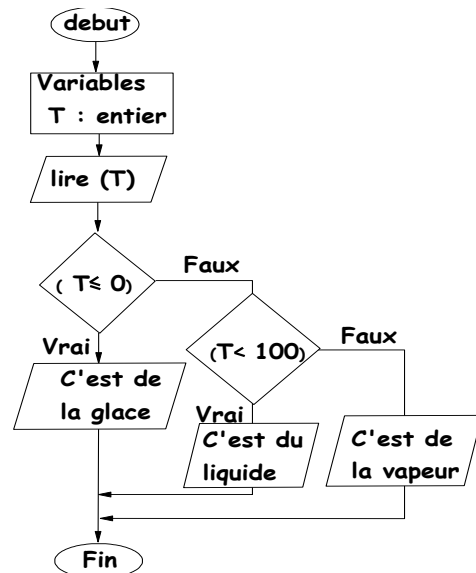 debut
Variables
T : entier
lire (T)
( T≤ 0)
Faux
Vrai
(T< 100)
Faux
C'est de
la glace
Vrai
C'est du
liquide
C'est de
la vapeur
Fin